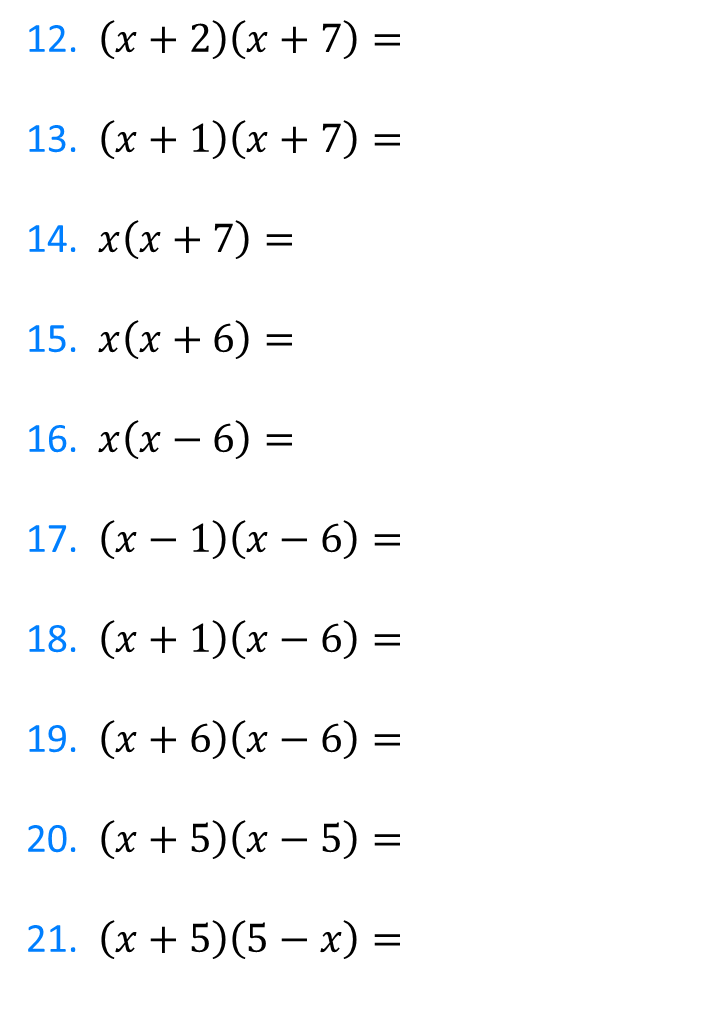 12. (x + 2)(x + 7) =
13. (x + 1)(x + 7) =
14. x(x + 7) =
15. x(x + 6) =
16. x(x − 6) =
17. (x − 1)(x − 6) =
18. (x + 1)(x − 6) =
19. (x + 6)(x − 6) =
20. (x + 5)(x − 5) =
21. (x + 5)(5 − x) =